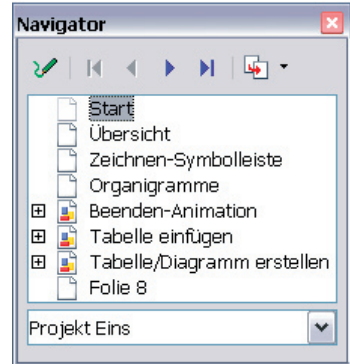 Navigator
Start
Übersicht
Zeichnen-Symbolleiste
Organigramme
Beenden-Animation
Tabelle einfügen
Tabelle/Diagramm erstellen
Folie 8
Projekt Eins